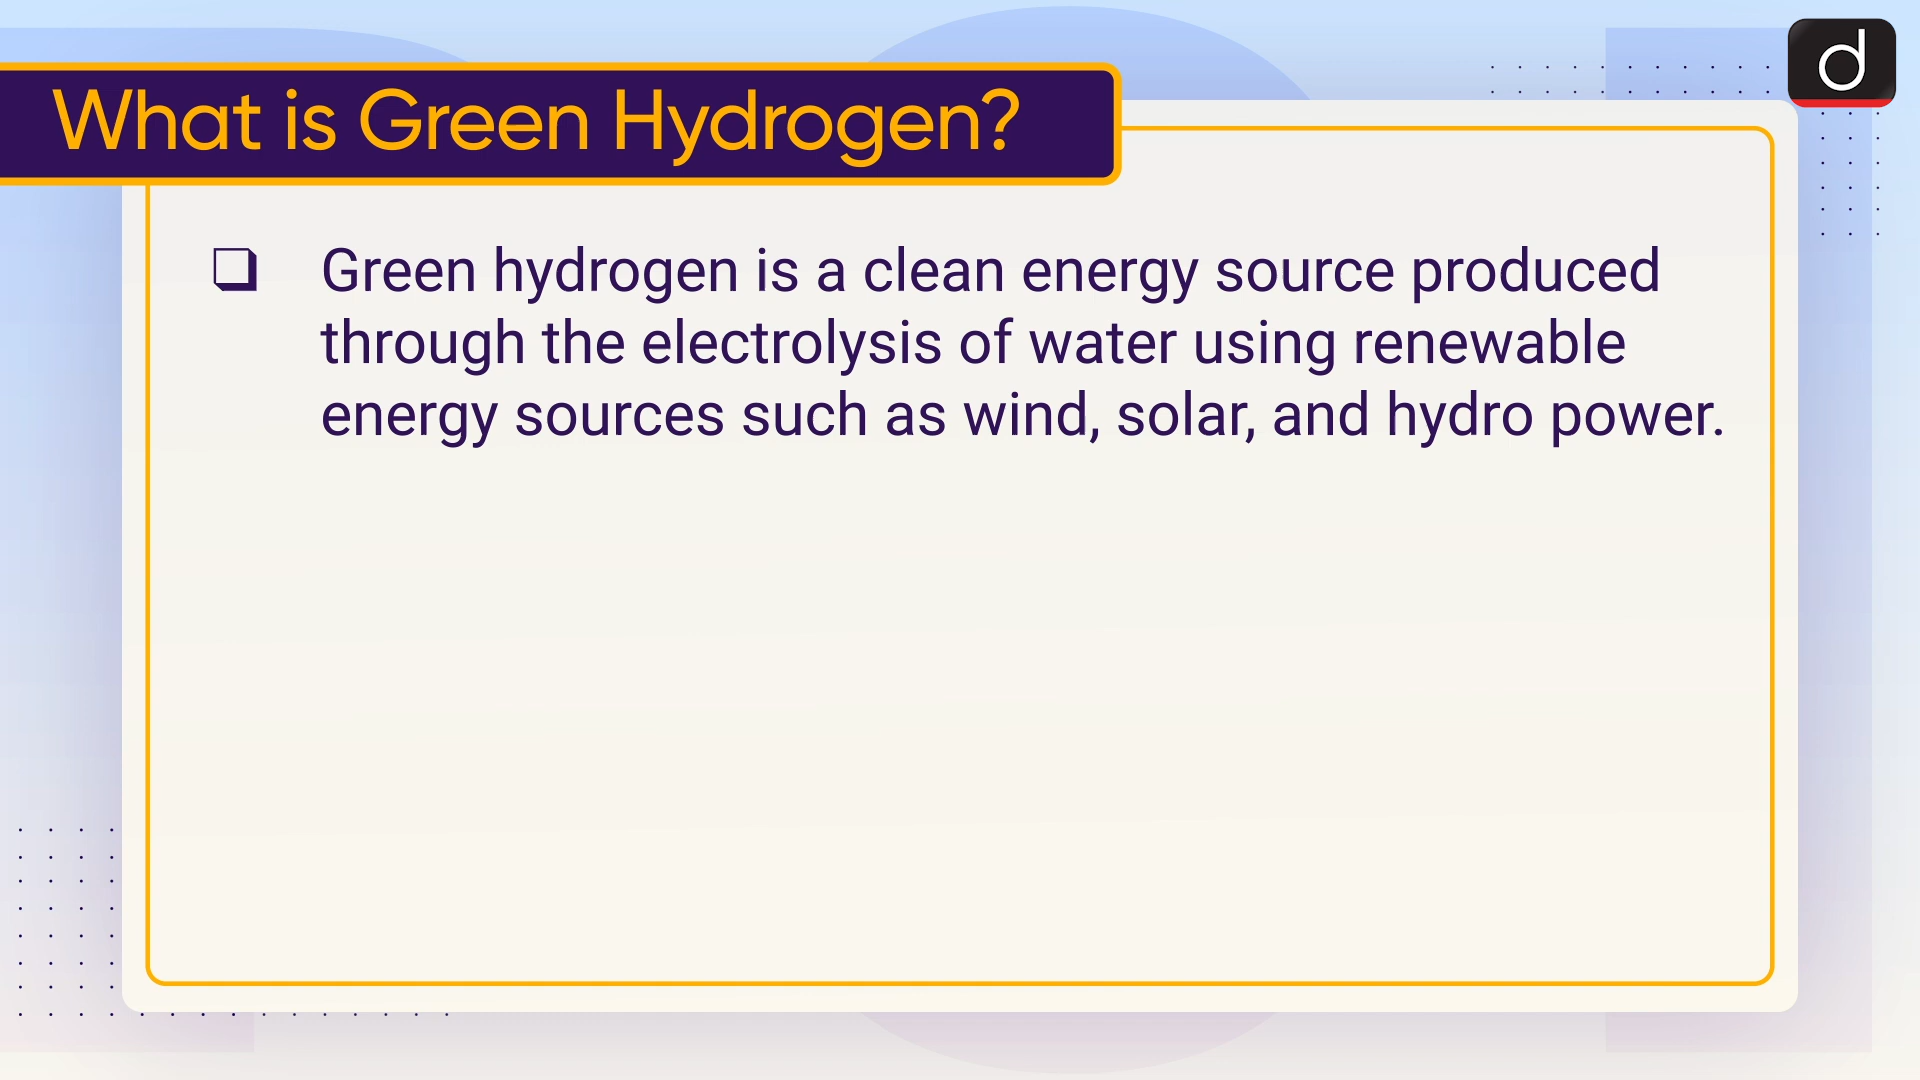 What is Green Hydrogen?
d
❑ Green hydrogen is a clean energy source produced
through the electrolysis of water using renewable
energy sources such as wind, solar, and hydro power.